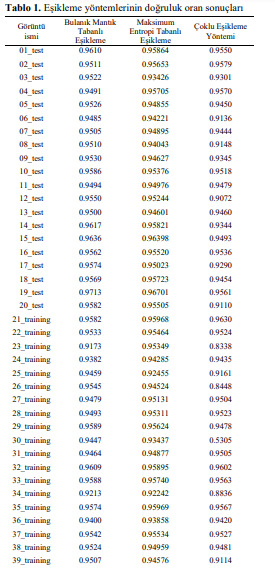 Tablo 1. Eşikleme yöntemlerinin doğruluk oran sonuçları
Görüntü ismi Bulanık Mantık Tabanlı Eşikleme Maksimum Entropi Tabanlı Eşikleme Çoklu Eşikleme Yöntemi
01_test 0.9610 0.95864 0.9550
02_test 0.9511 0.95653 0.9579
03_test 0.9522 0.93426 0.9301
04_test 0.9491 0.95705 0.9570
05_test 0.9526 0.94855 0.9450
06_test 0.9485 0.94221 0.9136
07_test 0.9505 0.94895 0.9444
08_test 0.9510 0.94043 0.9148
09_test 0.9530 0.94627 0.9345
10_test 0.9586 0.95376 0.9518
11_test 0.9494 0.94976 0.9479
12_test 0.9550 0.95244 0.9072
13_test 0.9500 0.94601 0.9460
14_test 0.9617 0.95821 0.9344
15_test 0.9636 0.96398 0.9493
16_test 0.9562 0.95520 0.9536
17_test 0.9574 0.95023 0.9290
18_test 0.9569 0.95723 0.9454
19_test 0.9713 0.96701 0.9561
20_test 0.9582 0.95505 0.9110
21_training 0.9582 0.95968 0.9630
22_training 0.9533 0.95464 0.9524
23_training 0.9173 0.95349 0.8338
24_training 0.9382 0.94285 0.9435
25_training 0.9459 0.92455 0.9161
26_training 0.9545 0.94524 0.8448
27_training 0.9479 0.95131 0.9504
28_training 0.9493 0.95311 0.9523
29_training 0.9589 0.95624 0.9478
30_training 0.9447 0.93437 0.5305
31_training 0.9464 0.94877 0.9505
32_training 0.9609 0.95895 0.9602
33_training 0.9588 0.95740 0.9563
34_training 0.9213 0.92242 0.8836
35_training 0.9574 0.95969 0.9567
36_training 0.9400 0.93858 0.9420
37_training 0.9542 0.95534 0.9527
38_training 0.9524 0.94959 0.9481
39_training 0.9507 0.94576 0.9114